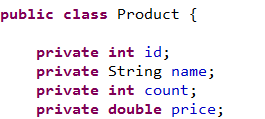 public class Product {
private int id;
private String name;
private int count;
private double price;